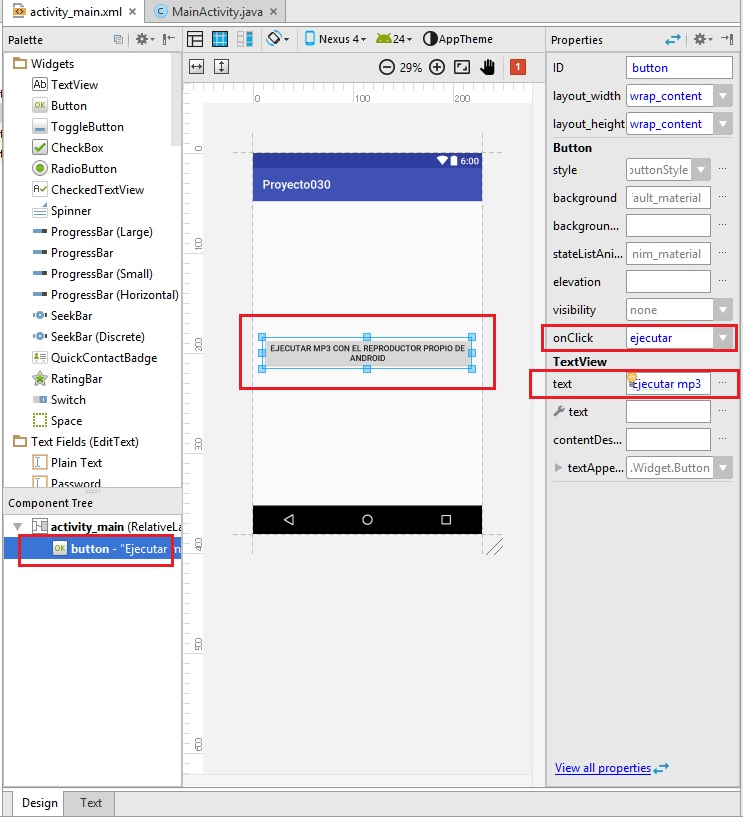 activity_main.xml
MainActivity.java
Palette
Nexus 4
24
AppTheme
Properties
Widgets
TextView
Button
ToggleButton
CheckBox
RadioButton
CheckedTextView
Spinner
ProgressBar (Large)
ProgressBar
ProgressBar (Small)
ProgressBar (Horizontal)
SeekBar
SeekBar (Discrete)
QuickContactBadge
RatingBar
Switch
Space
Text Fields (EditText)
Plain Text
Password
Component Tree
activity_main (RelativeLa
OK button - "Ejecutar m
29%
1
0 100 200
0
100
200
300
400
500
600
6:00
Proyecto030
EJECUTAR MP3 CON EL REPRODUCTOR PROPIO DE
ANDROID
ID button
layout_width wrap_content
layout_height wrap_content
Button
style buttonStyle
background fault_material
backgroun...
stateListAni... nim_material
elevation
visibility none
onClick ejecutar
TextView
text Ejecutar mp3
text
contentDes...
textAppe... .Widget.Button
View all properties
Design Text